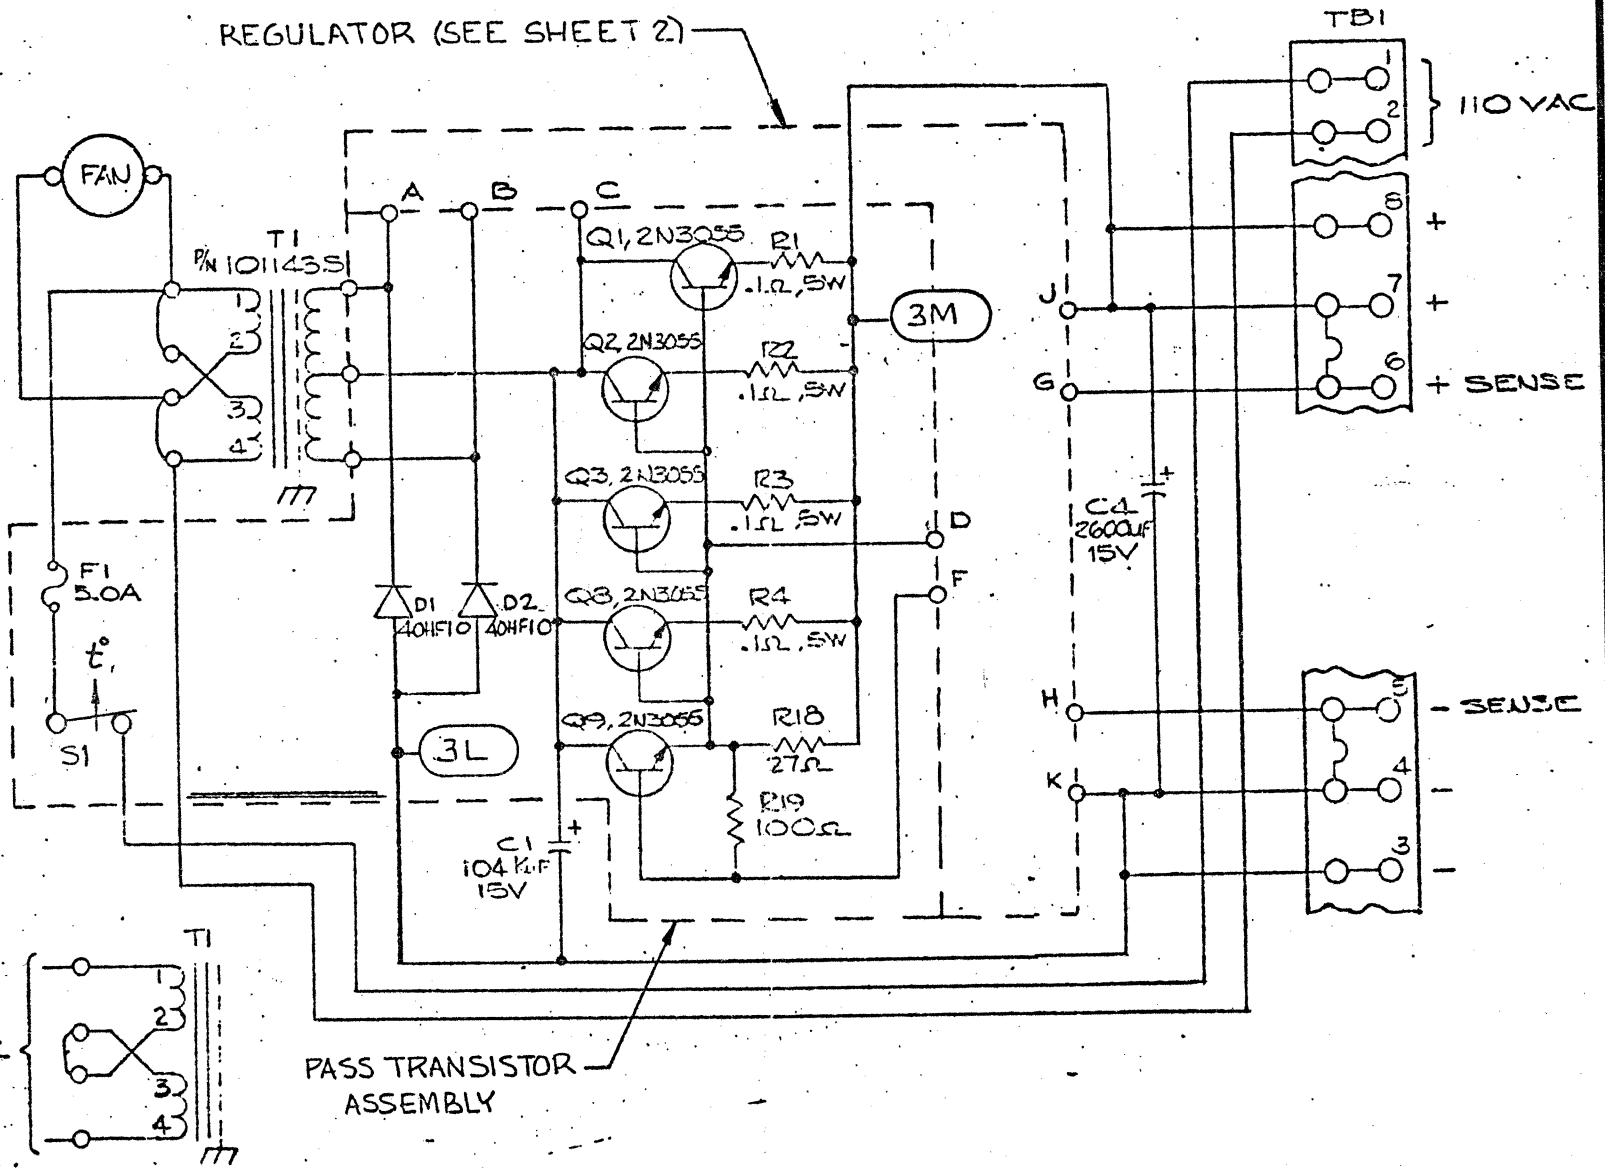 REGULATOR (SEE SHEET 2)
TB1
1
2
110 VAC
FAN
A
B
C
8
+
T1
P/N 101143S
Q1, 2N3055
R1
.1Ω, 5W
3M
J
7
+
1
2
3
4
Q2, 2N3055
R2
.1Ω, 5W
G
6
+ SENSE
Q3, 2N3055
R3
.1Ω, 5W
D
C4
2600UF
15V
+
F1
5.0A
D1
40HF10
D2
40HF10
Q8, 2N3055
R4
.1Ω, 5W
F
t°
S1
3L
Q9, 2N3055
R18
27Ω
H
5
- SENSE
K
4
-
R19
100Ω
C1
+
15V
3
-
T1
1
2
3
4
PASS TRANSISTOR
ASSEMBLY